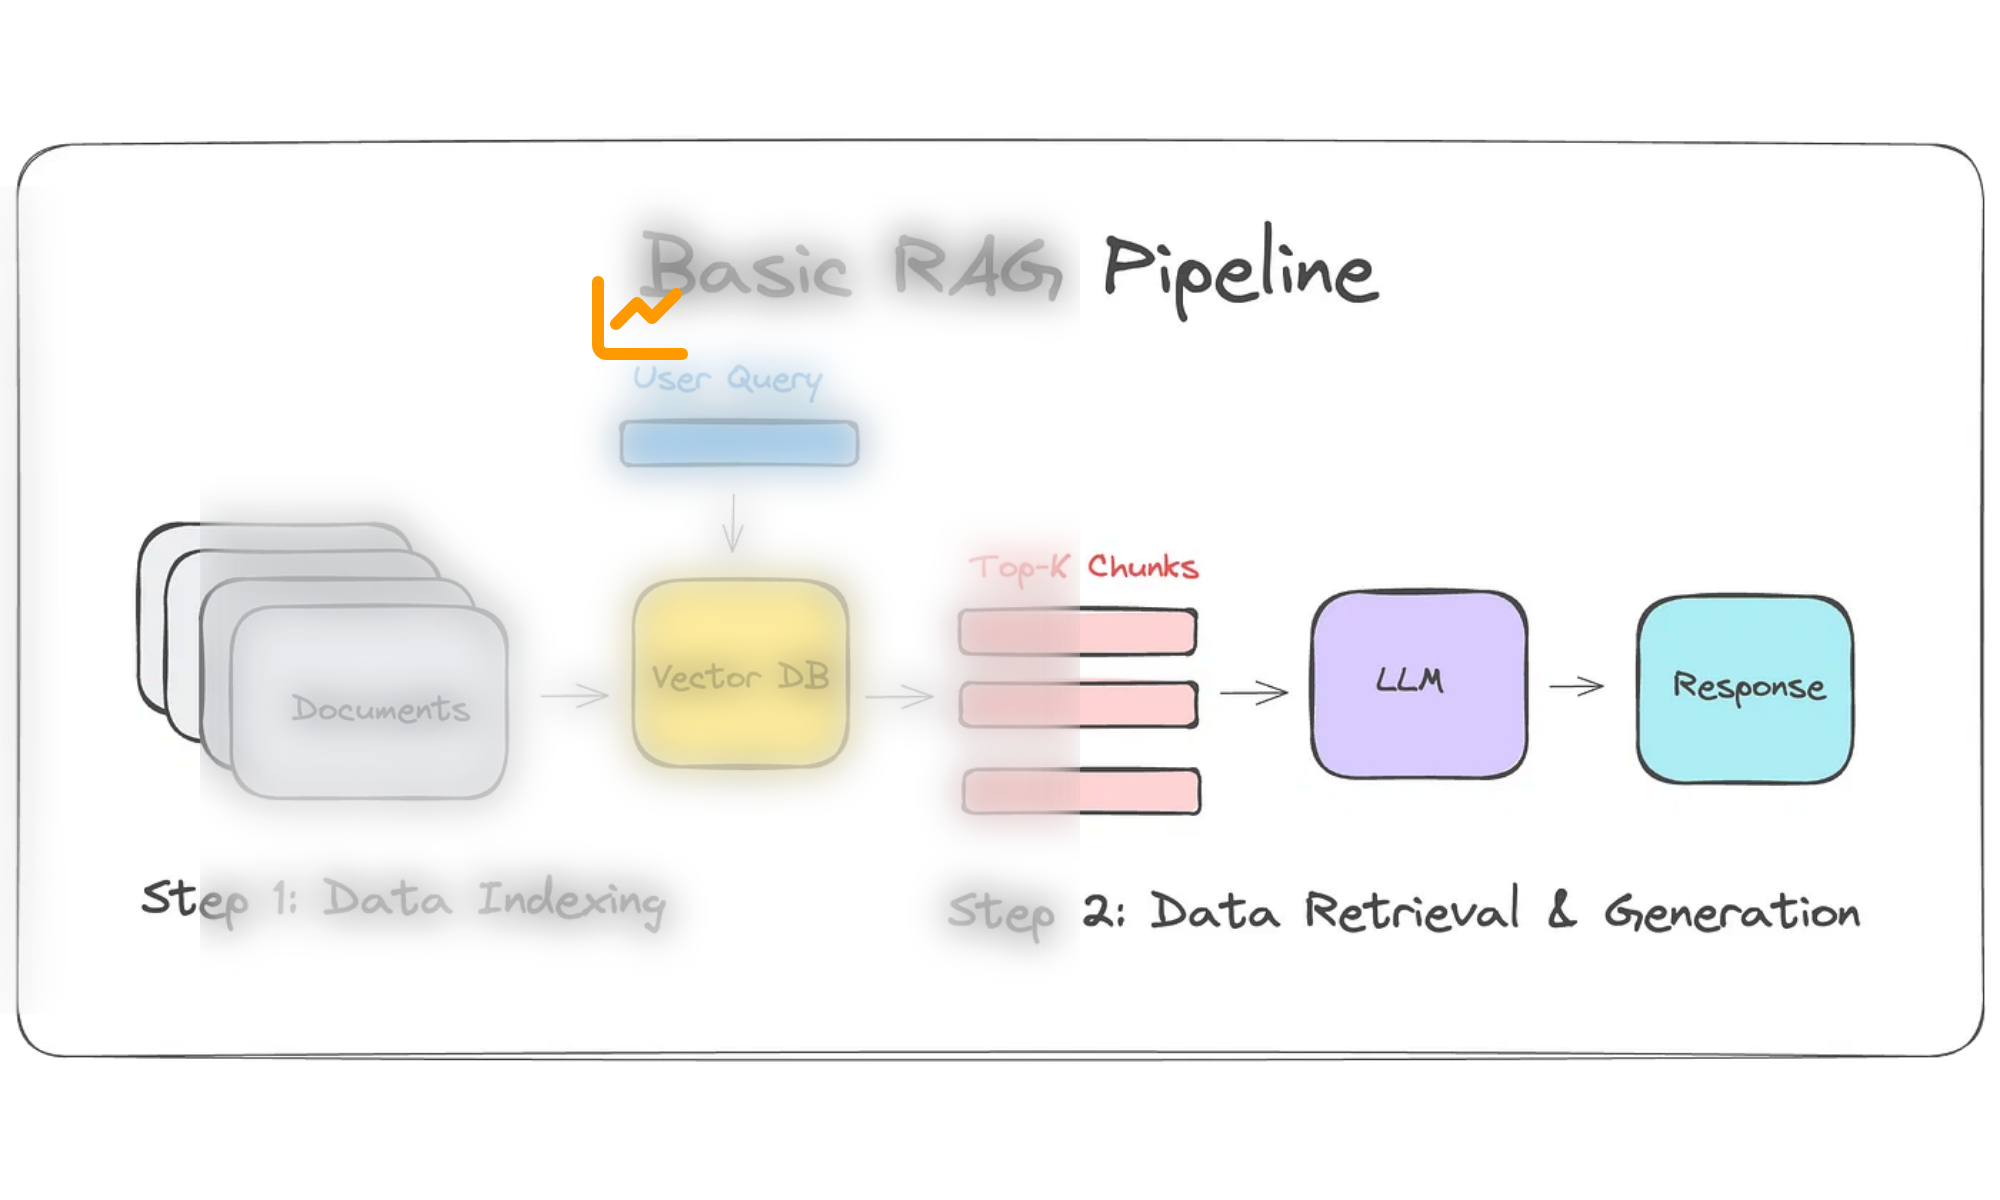 Basic RAG Pipeline
User Query
Top-K Chunks
Documents
Vector DB
LLM
Response
Step 1: Data Indexing
Step 2: Data Retrieval & Generation